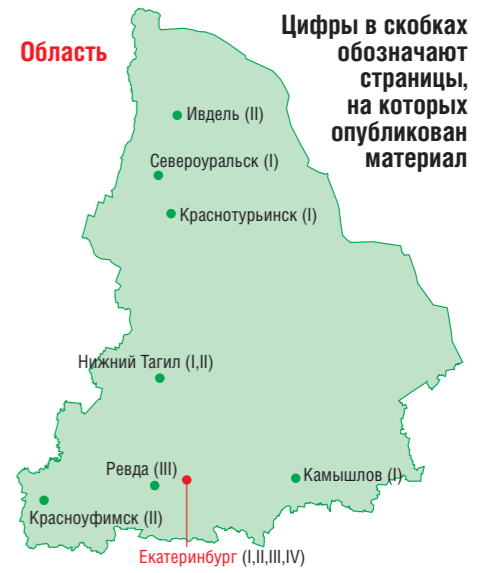 Область
Цифры в скобках
обозначают
страницы,
на которых
опубликован
материал
Ивдель (II)
Североуральск (I)
Краснотурьинск (I)
Нижний Тагил (I,II)
Ревда (III)
Камышлов (I)
Красноуфимск (II)
Екатеринбург (I,II,III,IV)